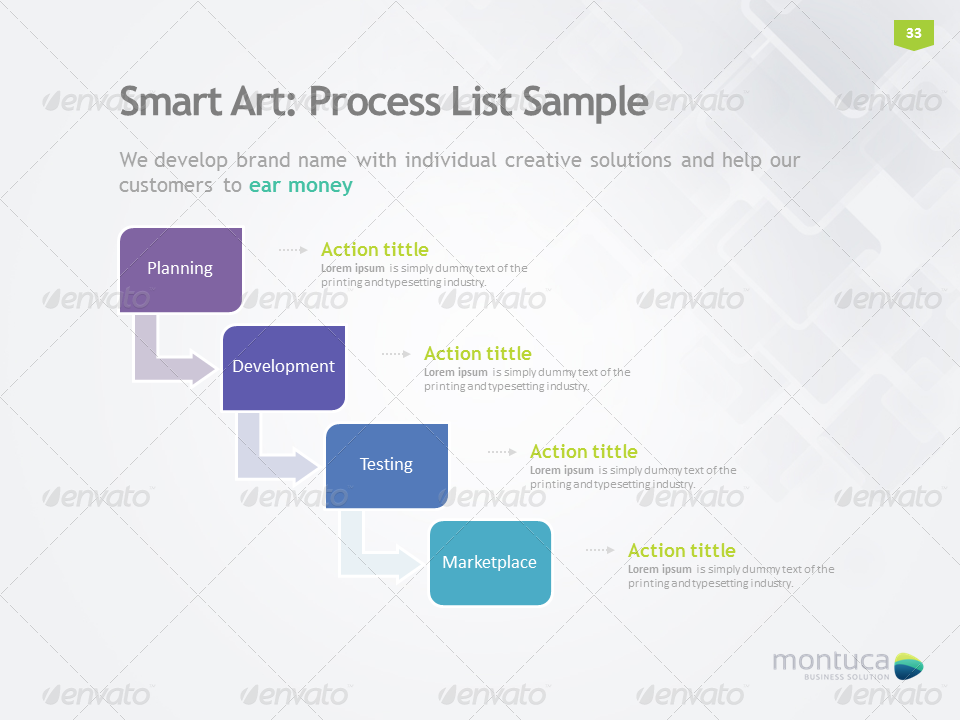 33
Smart Art: Process List Sample
We develop brand name with individual creative solutions and help our
customers to ear money
Planning
Action tittle
Lorem ipsum is simply dummy text of the
printing and typesetting industry.
Development
Action tittle
Lorem ipsum is simply dummy text of the
printing and typesetting industry.
Testing
Action tittle
Lorem ipsum is simply dummy text of the
printing and typesetting industry.
Marketplace
Action tittle
Lorem ipsum is simply dummy text of the
printing and typesetting industry.
montuca
BUSINESS SOLUTION
envato envato envato envato envato
envato envato envato envato envato
envato envato envato envato envato
envato envato envato envato envato